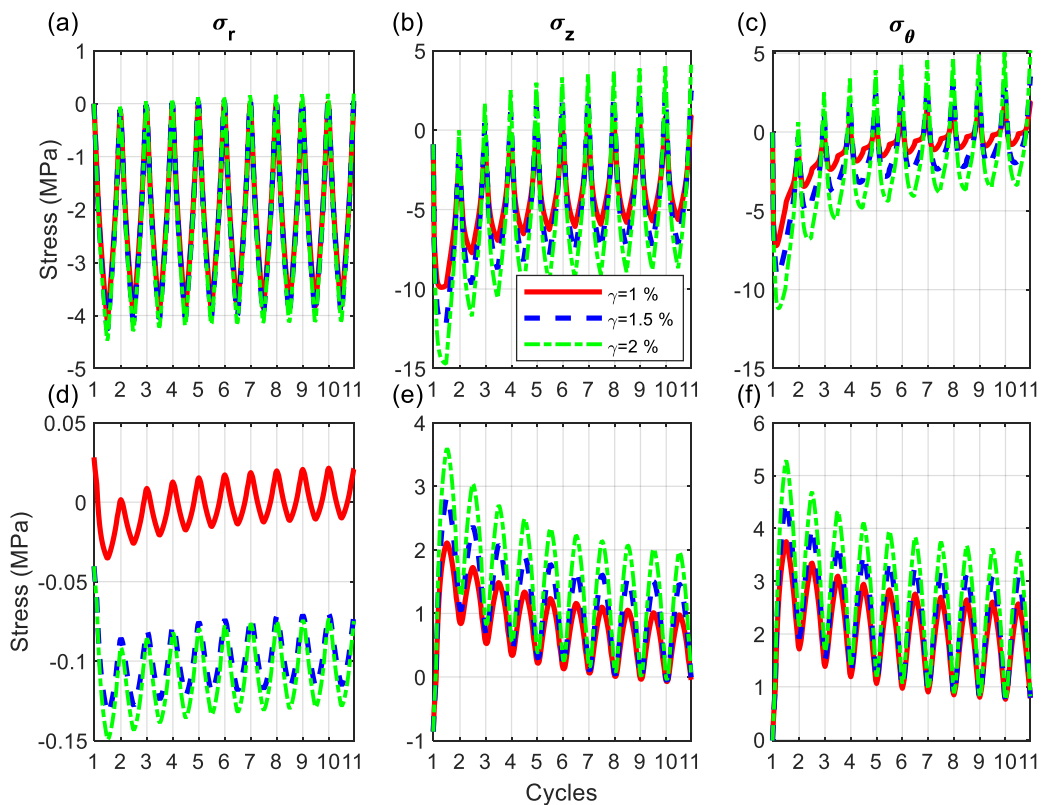 (a) σr (b) σz (c) σθ
1 5 5
0
-1 0 0
-2 -5 -5
-3
-4 -10 -10
-5 -15 -15
Stress (MPa)
γ=1 %
γ=1.5 %
γ=2 %
1 2 3 4 5 6 7 8 9 10 11 1 2 3 4 5 6 7 8 9 10 11 1 2 3 4 5 6 7 8 9 10 11
(d) (e) (f)
0.05 4 6
0 3 5
-0.05 2 4
-0.1 1 3
-0.15 0 2
-1 1
0
Stress (MPa)
1 2 3 4 5 6 7 8 9 10 11 1 2 3 4 5 6 7 8 9 10 11 1 2 3 4 5 6 7 8 9 10 11
Cycles